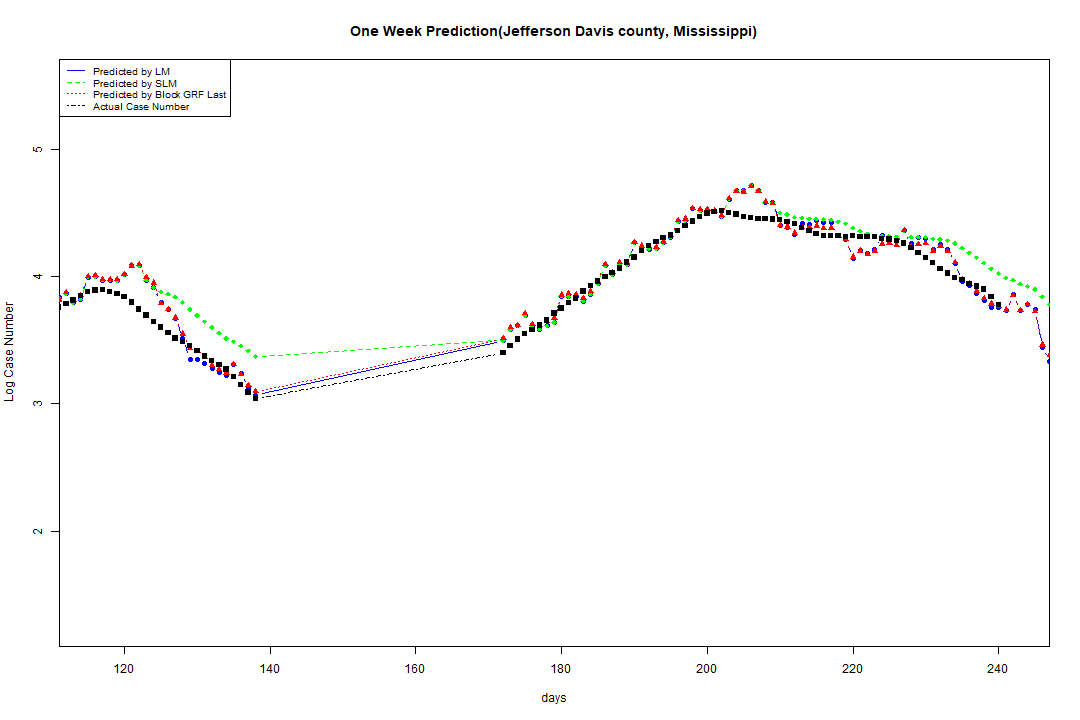 One Week Prediction(Jefferson Davis county, Mississippi)
Predicted by LM
Predicted by SLM
Predicted by Block GRF Last
Actual Case Number
5
4
3
2
Log Case Number
120 140 160 180 200 220 240
days